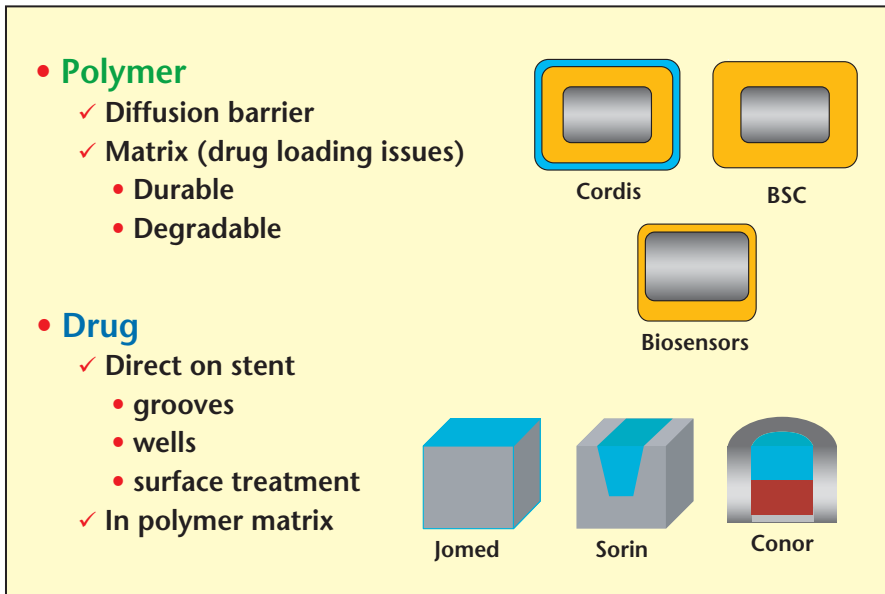 • Polymer
✓ Diffusion barrier
✓ Matrix (drug loading issues)
• Durable
• Degradable
Cordis
BSC
Biosensors
• Drug
✓ Direct on stent
• grooves
• wells
• surface treatment
✓ In polymer matrix
Jomed
Sorin
Conor